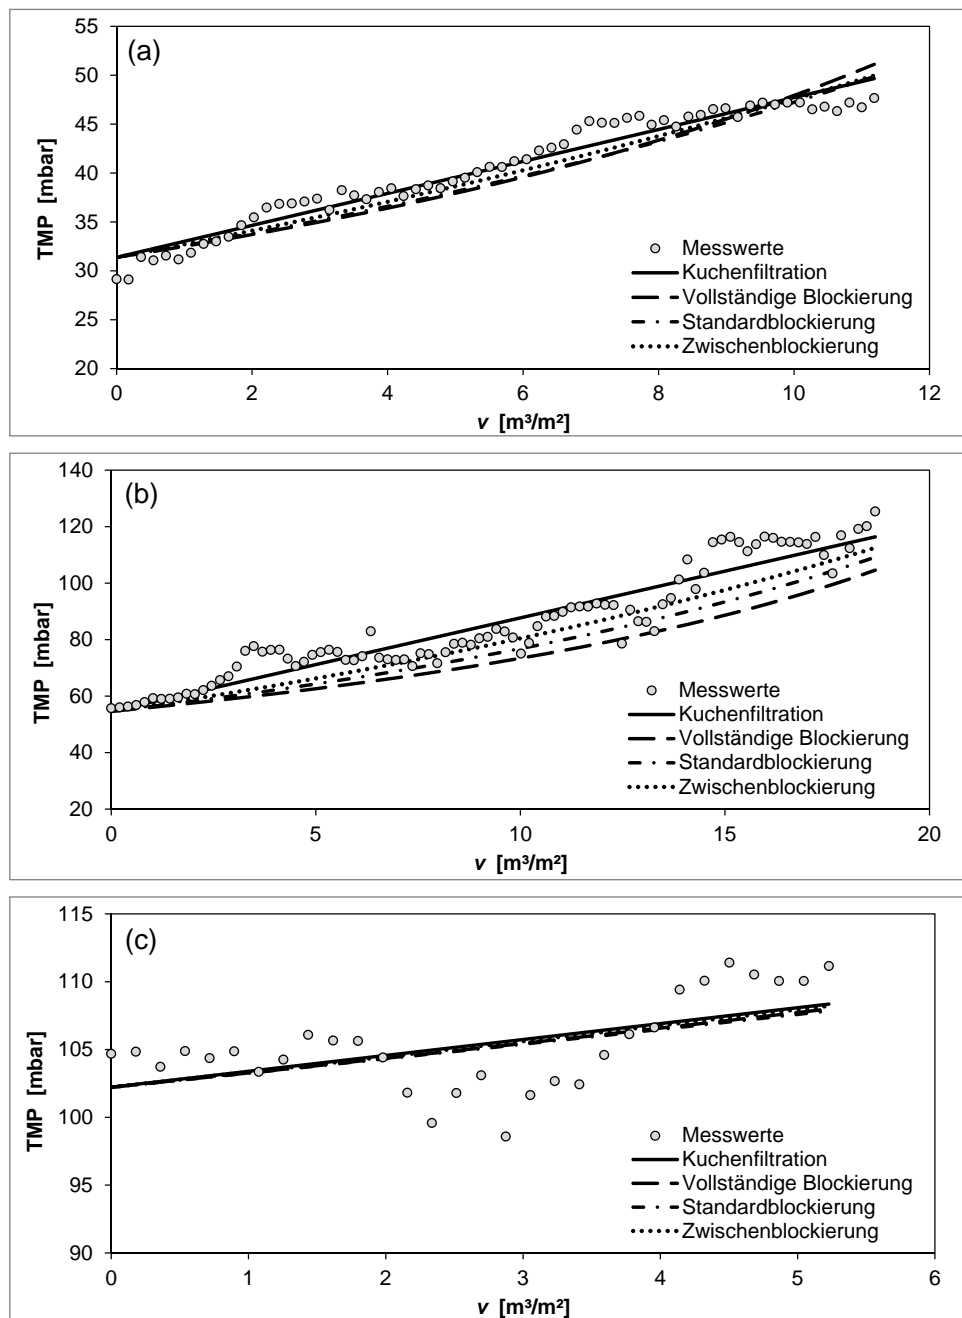 (a)
55
50
45
40
35
30
25
20
TMP [mbar]
0 2 4 6 8 10 12
v [m³/m²]
Messwerte
Kuchenfiltration
Vollständige Blockierung
Standardblockierung
Zwischenblockierung
(b)
140
120
100
80
60
40
20
TMP [mbar]
0 5 10 15 20
v [m³/m²]
Messwerte
Kuchenfiltration
Vollständige Blockierung
Standardblockierung
Zwischenblockierung
(c)
115
110
105
100
95
90
TMP [mbar]
0 1 2 3 4 5 6
v [m³/m²]
Messwerte
Kuchenfiltration
Vollständige Blockierung
Standardblockierung
Zwischenblockierung